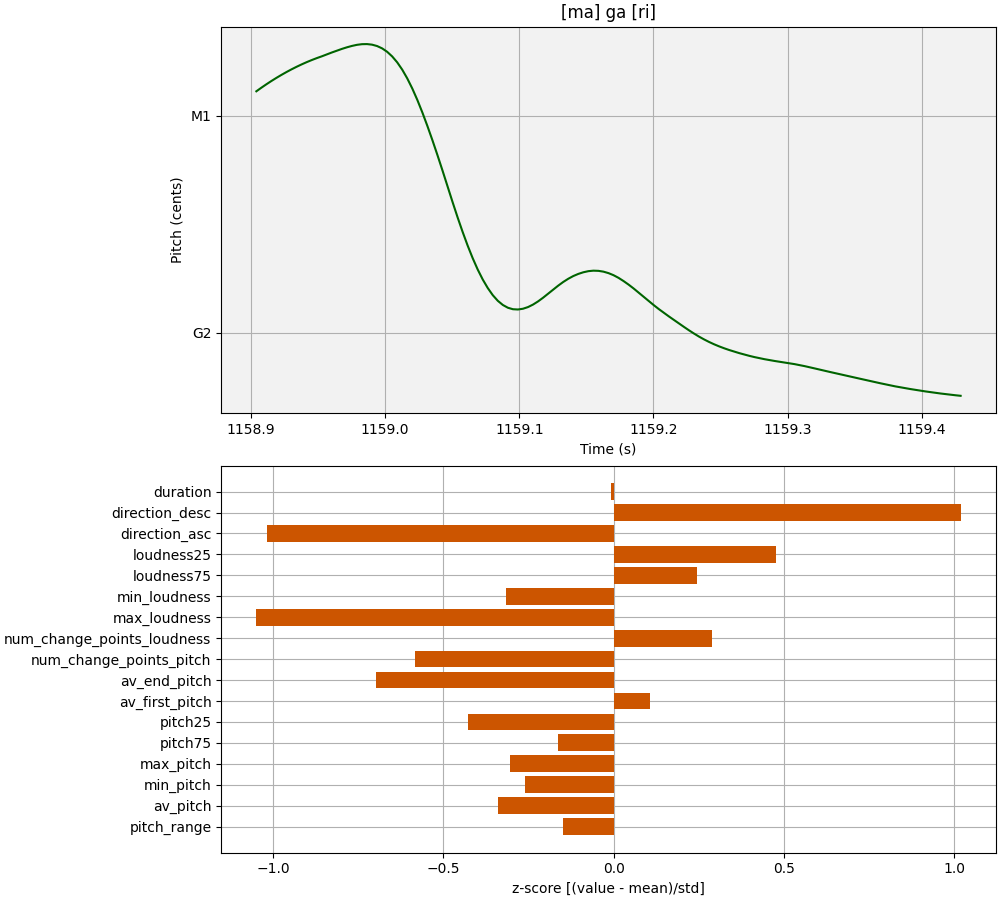 [ma] ga [ri]
Pitch (cents)
M1
G2
1158.9 1159.0 1159.1 1159.2 1159.3 1159.4
Time (s)
duration
direction_desc
direction_asc
loudness25
loudness75
min_loudness
max_loudness
num_change_points_loudness
num_change_points_pitch
av_end_pitch
av_first_pitch
pitch25
pitch75
max_pitch
min_pitch
av_pitch
pitch_range
−1.0 −0.5 0.0 0.5 1.0
z-score [(value - mean)/std]